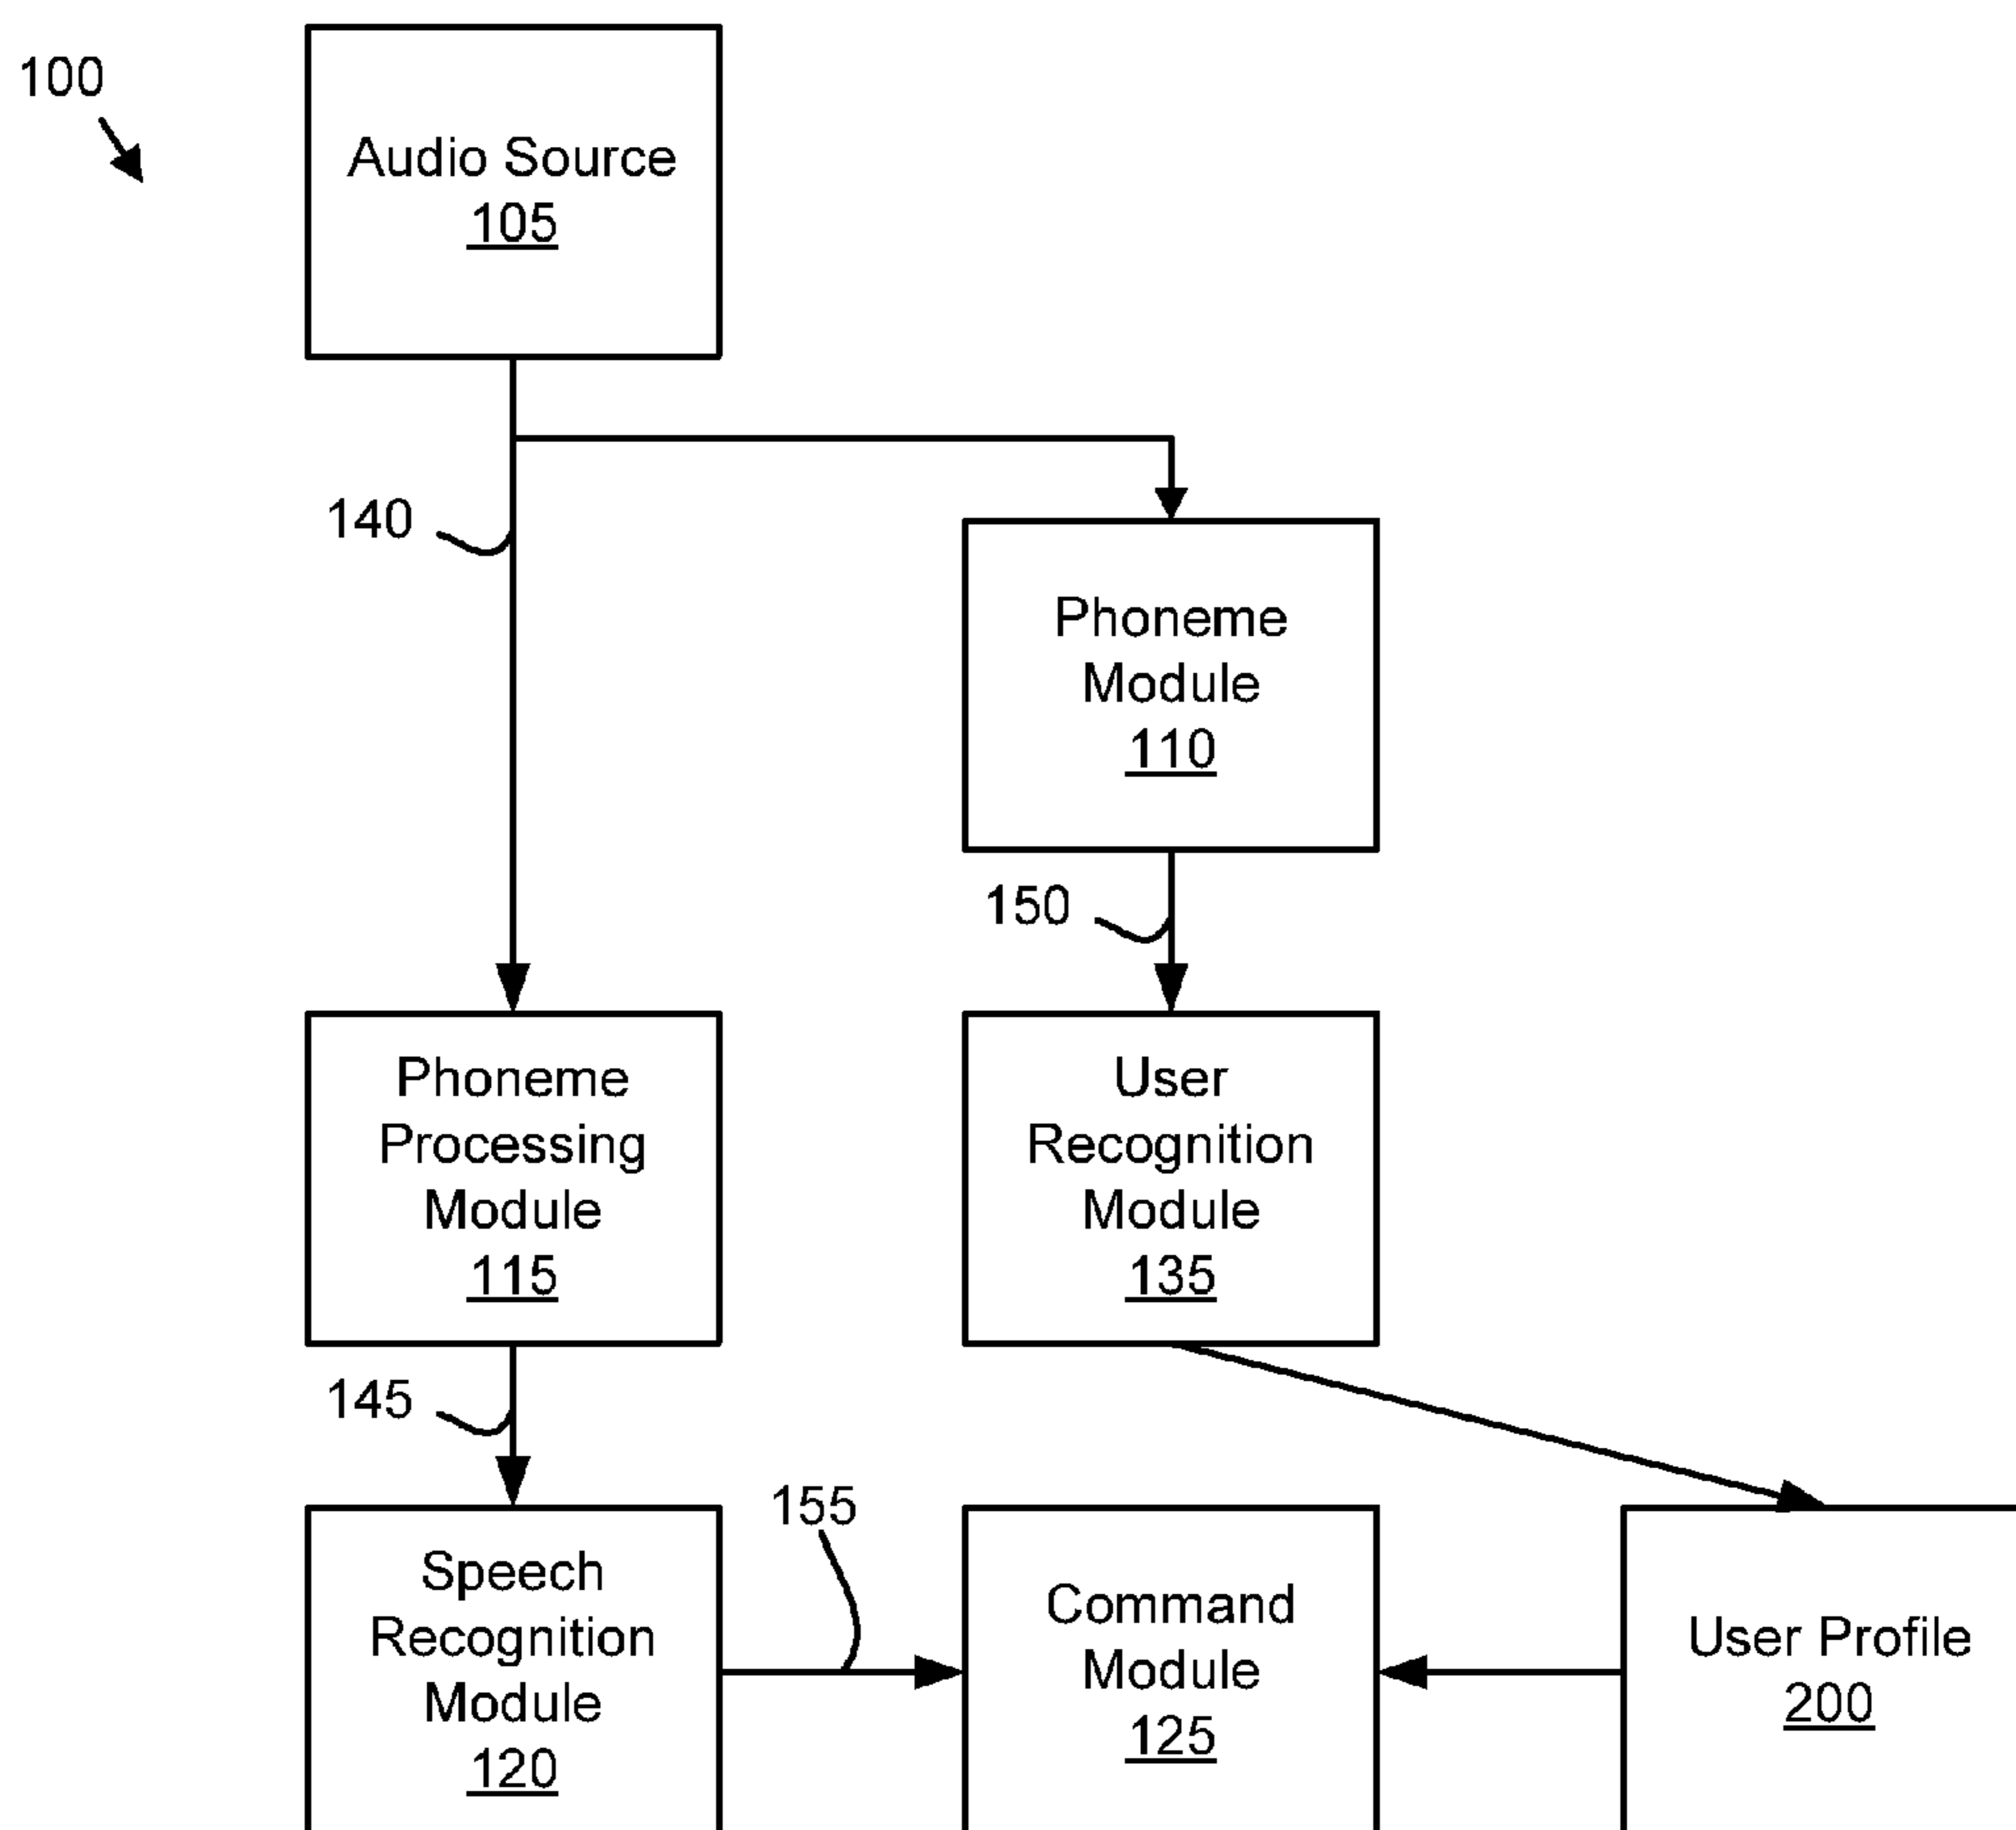 100
Audio Source
105
140
Phoneme
Module
110
150
Phoneme
Processing
Module
115
User
Recognition
Module
135
145
155
Speech
Recognition
Module
120
Command
Module
125
User Profile
200